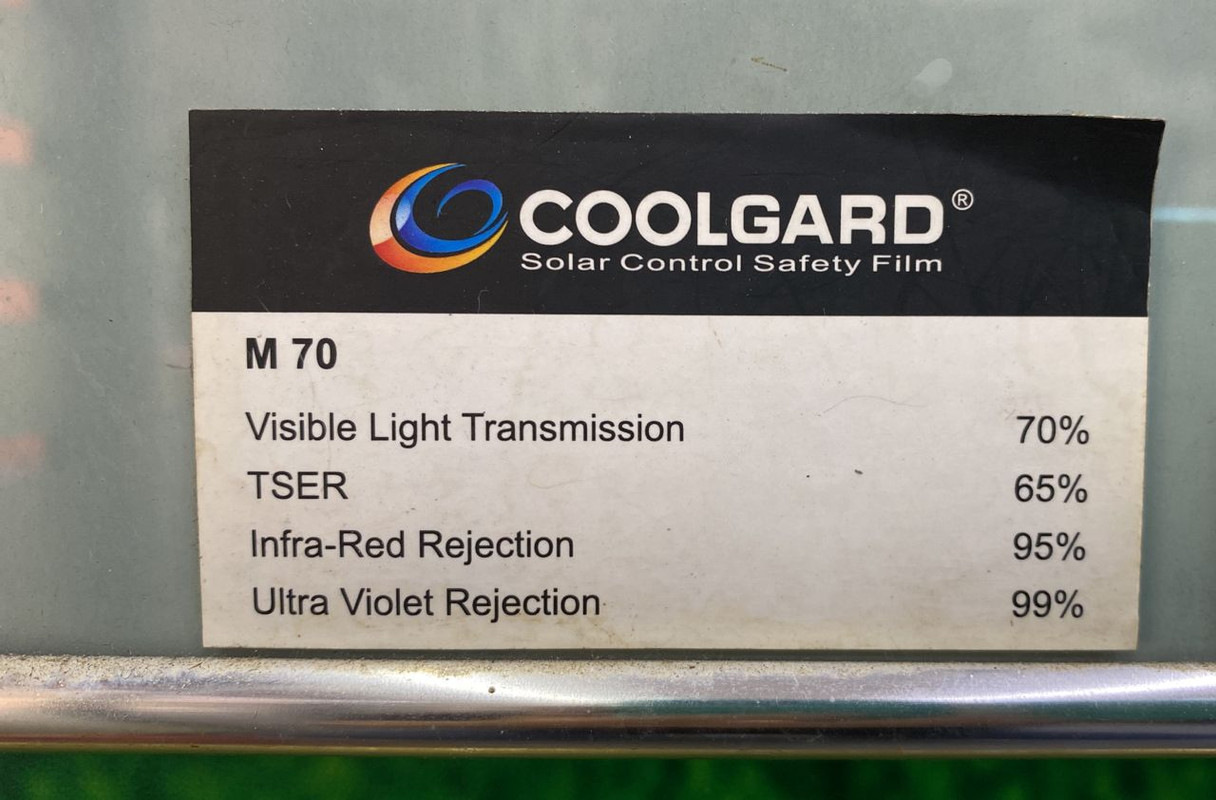 COOLGARD®
Solar Control Safety Film
M 70
Visible Light Transmission 70%
TSER 65%
Infra-Red Rejection 95%
Ultra Violet Rejection 99%